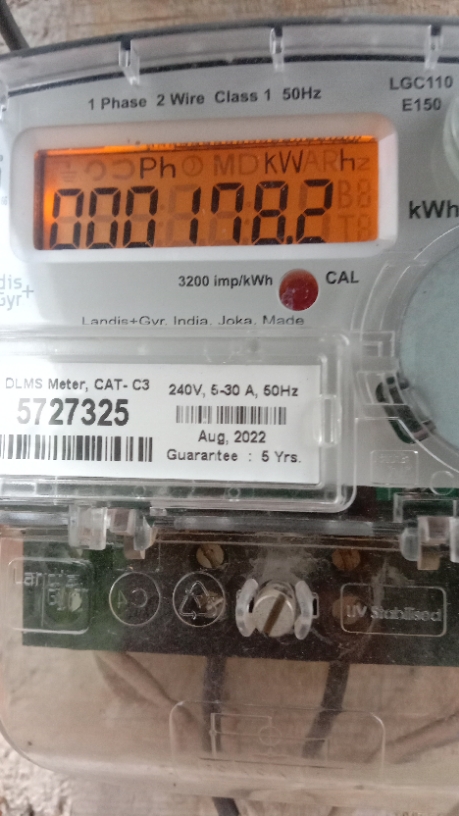 LGC110
1 Phase 2 Wire Class 1 50Hz
E150
Ph KWh
000178.2
kWh
3200 imp/kWh
CAL
Landis+Gyr, India, Joka, Made
DLMS Meter, CAT- C3
5727325
240V, 5-30 A, 50Hz
Aug, 2022
Guarantee : 5 Yrs.
UV Stabilised